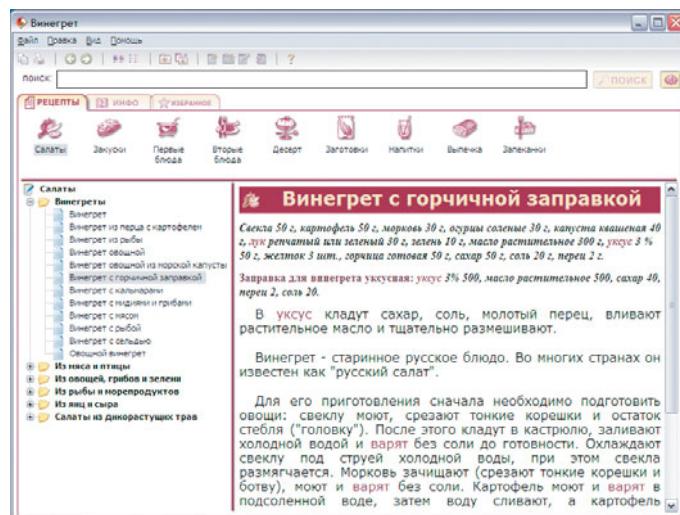 Винегрет
Файл Правка Вид Помощь
ПОИСК:
ПОИСК
РЕЦЕПТЫ ИНФО ИЗБРАННОЕ
Салаты Закуски Первые блюда Вторые блюда Десерт Заготовки Напитки Выпечка Запеканки
Салаты
Винегреты
Винегрет
Винегрет из перца с картофелем
Винегрет из рыбы
Винегрет овощной
Винегрет овощной из морской капусты
Винегрет с горчичной заправкой
Винегрет с кальмарами
Винегрет с мидиями и грибами
Винегрет с мясом
Винегрет с рыбой
Винегрет с сельдью
Овощной винегрет
Из мяса и птицы
Из овощей, грибов и зелени
Из рыбы и морепродуктов
Из яиц и сыра
Салаты из дикорастущих трав
Винегрет с горчичной заправкой
Свекла 50 г, картофель 50 г, морковь 30 г, огурцы соленые 30 г, капуста квашеная 40
г, лук репчатый или зеленый 30 г, зелень 10 г, масло растительное 300 г, уксус 3 %
50 г, желток 3 шт., горчица готовая 50 г, сахар 50 г, соль 20 г, перец 2 г.
Заправка для винегрета уксусная: уксус 3% 500, масло растительное 500, сахар 40,
перец 2, соль 20.
В уксус кладут сахар, соль, молотый перец, вливают
растительное масло и тщательно размешивают.
Винегрет - старинное русское блюдо. Во многих странах он
известен как "русский салат".
Для его приготовления сначала необходимо подготовить
овощи: свеклу моют, срезают тонкие корешки и остаток
стебля ("головку"). После этого кладут в кастрюлю, заливают
холодной водой и варят без соли до готовности. Охлаждают
свеклу под струей холодной воды, при этом свекла
размягчается. Морковь зачищают (срезают тонкие корешки и
ботву), моют и варят без соли. Картофель моют и варят в
подсоленной воде, затем воду сливают, а картофель